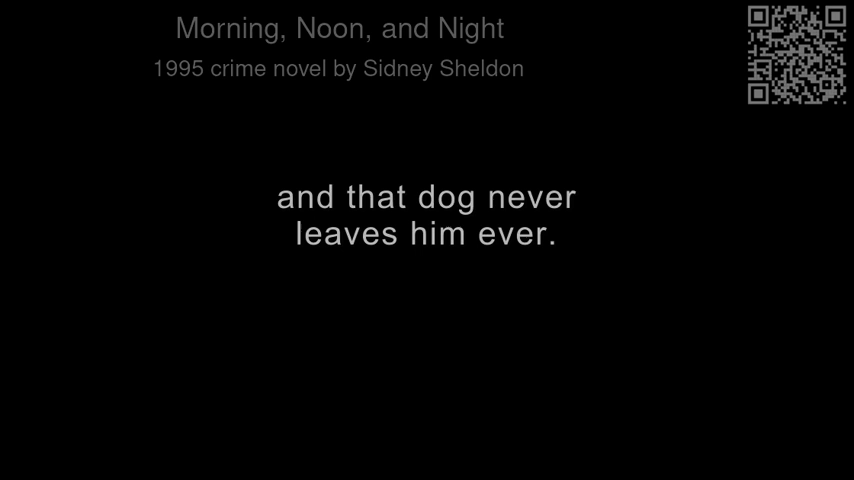 Morning, Noon, and Night
1995 crime novel by Sidney Sheldon
and that dog never
leaves him ever.